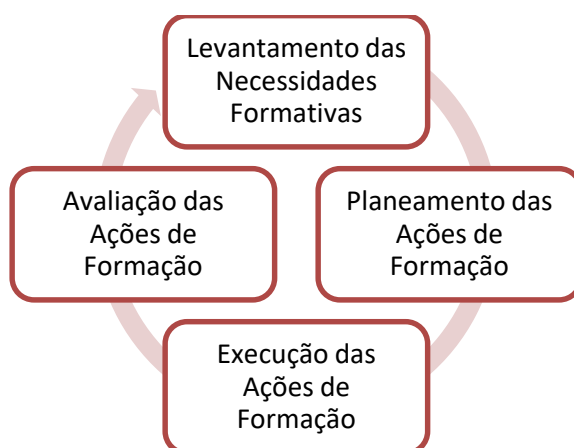 Levantamento das
Necessidades
Formativas
Avaliação das
Ações de
Formação
Planeamento das
Ações de
Formação
Execução das
Ações de
Formação